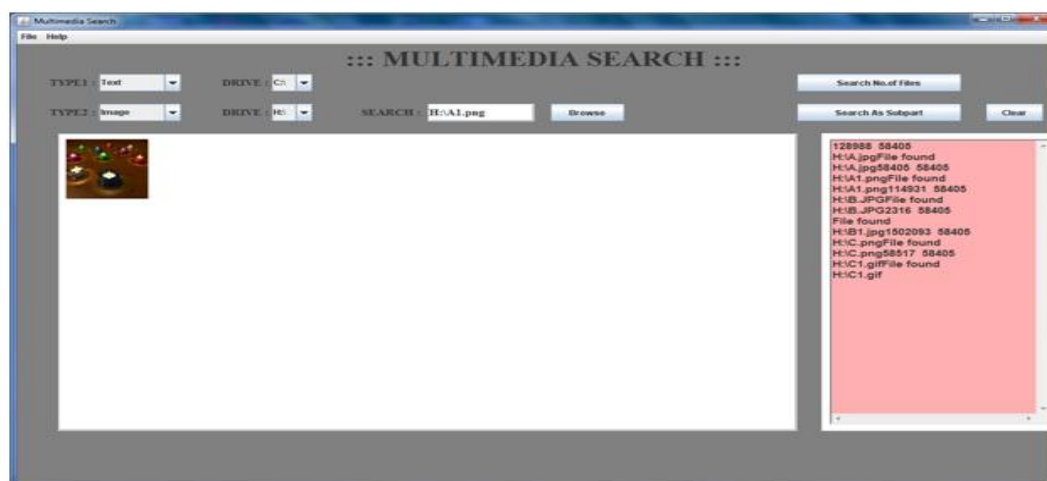 Multimedia Search
File Help
::: MULTIMEDIA SEARCH :::
TYPE1 : Text DRIVE : C:\ Search No.of Files
TYPE2 : Image DRIVE : H:\ SEARCH : H:\A1.png Browse Search As Subpart Clear
128988 58405
H:\A.jpgFile found
H:\A.jpg58405 58405
H:\A1.pngFile found
H:\A1.png114931 58405
H:\B.JPGFile found
H:\B.JPG2316 58405
File found
H:\B1.jpg1502093 58405
H:\C.pngFile found
H:\C.png58517 58405
H:\C1.gifFile found
H:\C1.gif